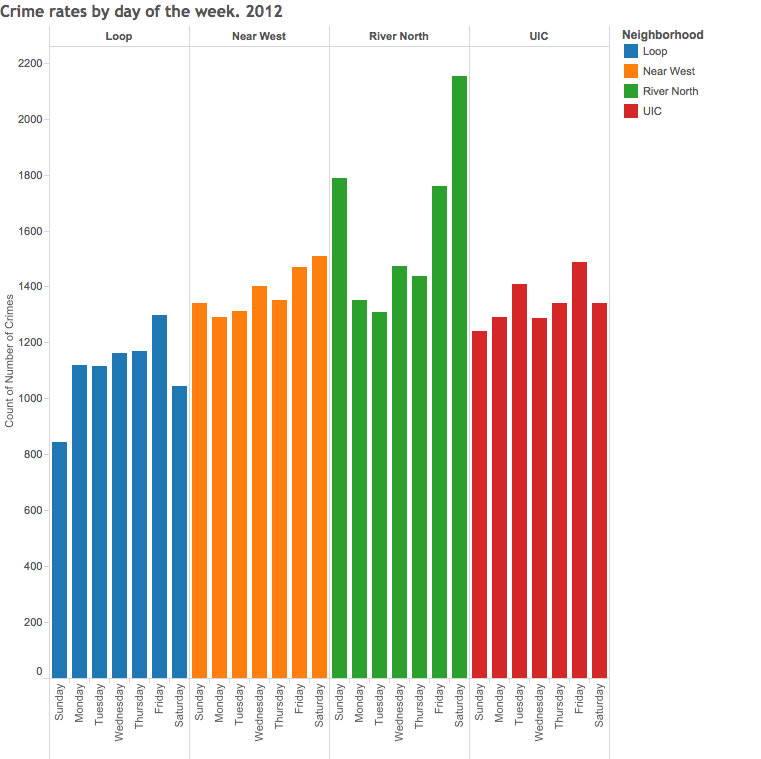 Crime rates by day of the week. 2012
Loop Near West River North UIC
Neighborhood
Loop
Near West
River North
UIC
2200
2000
1800
1600
1400
1200
1000
800
600
400
200
0
Count of Number of Crimes
Sunday Monday Tuesday Wednesday Thursday Friday Saturday Sunday Monday Tuesday Wednesday Thursday Friday Saturday Sunday Monday Tuesday Wednesday Thursday Friday Saturday Sunday Monday Tuesday Wednesday Thursday Friday Saturday